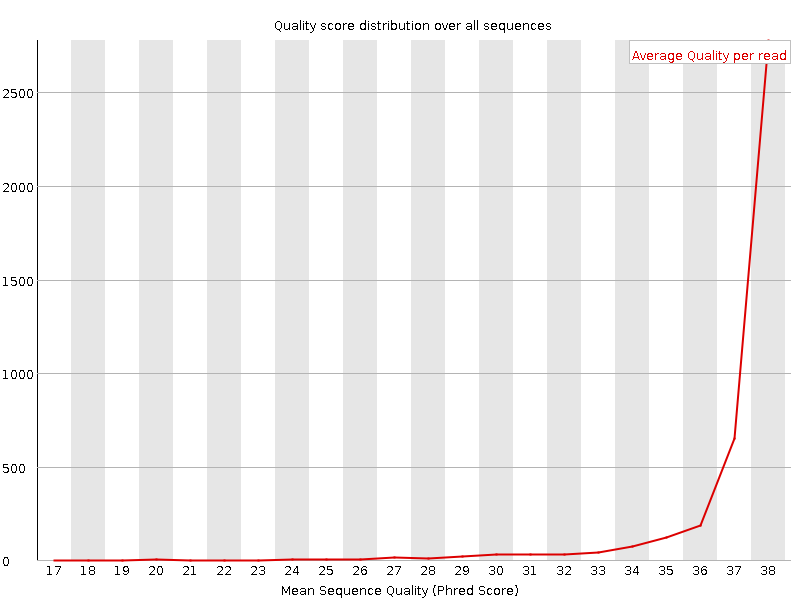 Quality score distribution over all sequences
Average Quality per read
2500
2000
1500
1000
500
0
17 18 19 20 21 22 23 24 25 26 27 28 29 30 31 32 33 34 35 36 37 38
Mean Sequence Quality (Phred Score)